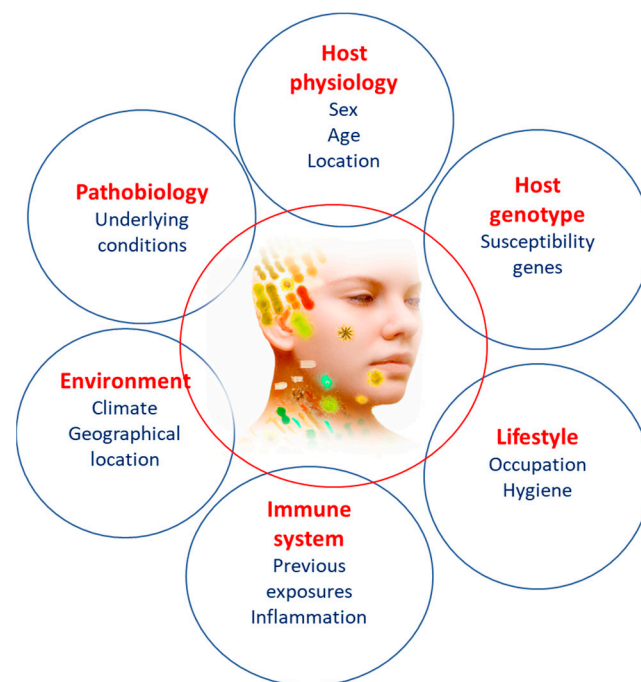 Host
physiology
Sex
Age
Location
Pathobiology
Underlying
conditions
Host
genotype
Susceptibility
genes
Environment
Climate
Geographical
location
Lifestyle
Occupation
Hygiene
Immune
system
Previous
exposures
Inflammation